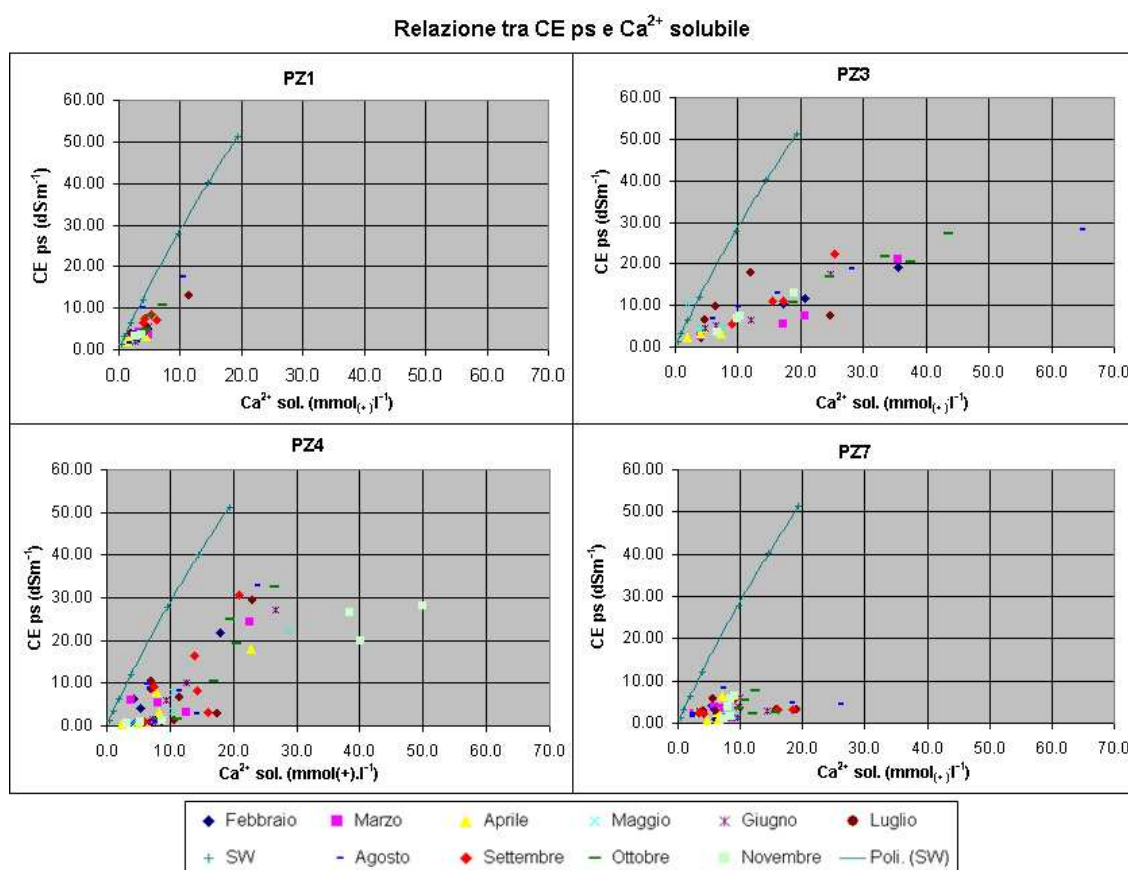 Relazione tra CE ps e Ca²⁺ solubile
PZ1
CE ps (dS·m⁻¹)
60.00
50.00
40.00
30.00
20.00
10.00
0.00
0.0 10.0 20.0 30.0 40.0 50.0 60.0 70.0
Ca²⁺ sol. (mmol₍₊₎l⁻¹)
PZ3
CE ps (dSm⁻¹)
60.00
50.00
40.00
30.00
20.00
10.00
0.00
0.0 10.0 20.0 30.0 40.0 50.0 60.0 70.0
Ca²⁺ sol. (mmol₍₊₎l⁻¹)
PZ4
CE ps (dSm⁻¹)
60.00
50.00
40.00
30.00
20.00
10.00
0.00
0.0 10.0 20.0 30.0 40.0 50.0 60.0 70.0
Ca²⁺ sol. (mmol(+).l⁻¹)
PZ7
CE ps (dSm⁻¹)
60.00
50.00
40.00
30.00
20.00
10.00
0.00
0.0 10.0 20.0 30.0 40.0 50.0 60.0 70.0
Ca²⁺ sol. (mmol₍₊₎l⁻¹)
Febbraio Marzo Aprile Maggio Giugno Luglio
SW Agosto Settembre Ottobre Novembre Poli. (SW)